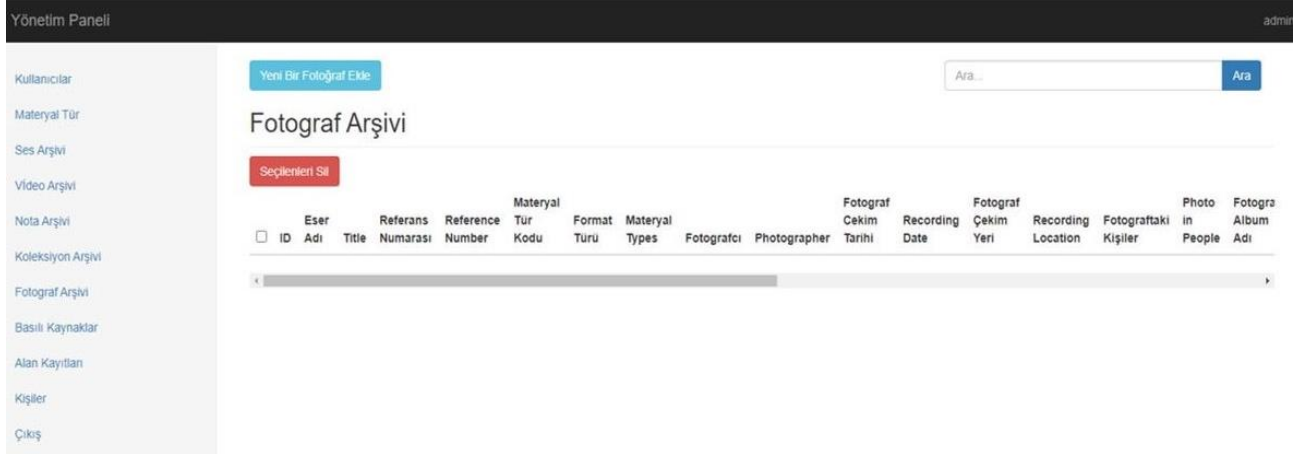 Yönetim Paneli
admin
Kullanıcılar
Materyal Tür
Ses Arşivi
Vİdeo Arşivi
Nota Arşivi
Koleksiyon Arşivi
Fotograf Arşivi
Basılı Kaynaklar
Alan Kayıtları
Kişiler
Çıkış
Yeni Bir Fotoğraf Ekle
Ara...
Ara
Fotograf Arşivi
Seçilenleri Sil
ID
Eser
Adı
Title
Referans
Numarası
Reference
Number
Materyal
Tür
Kodu
Format
Türü
Materyal
Types
Fotografcı
Photographer
Fotograf
Cekim
Tarihi
Recording
Date
Fotograf
Çekim
Yeri
Recording
Location
Fotograftaki
Kişiler
Photo
in
People
Fotogra
Album
Adı